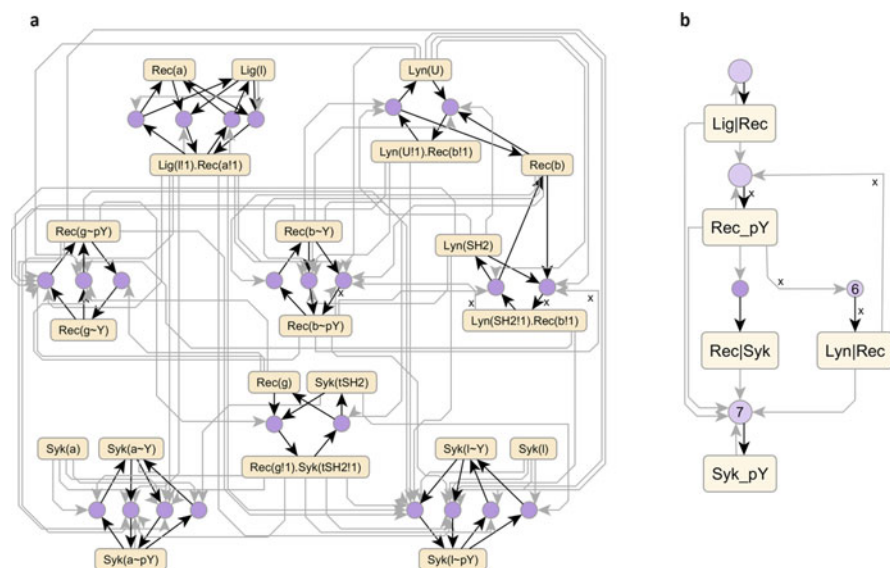 a
b
Rec(a)
Lig(l)
Lyn(U)
Lig(l!1).Rec(a!1)
Lyn(U!1).Rec(b!1)
Rec(b)
Rec(g~pY)
Rec(b~Y)
Lyn(SH2)
Rec(g~Y)
Rec(b~pY)
x
x
x
x
Lyn(SH2!1).Rec(b!1)
Rec(g)
Syk(tSH2)
Syk(a)
Syk(a~Y)
Rec(g!1).Syk(tSH2!1)
Syk(l~Y)
Syk(l)
Syk(a~pY)
Syk(l~pY)
Lig|Rec
x
x
Rec_pY
x
6
x
Rec|Syk
Lyn|Rec
7
Syk_pY